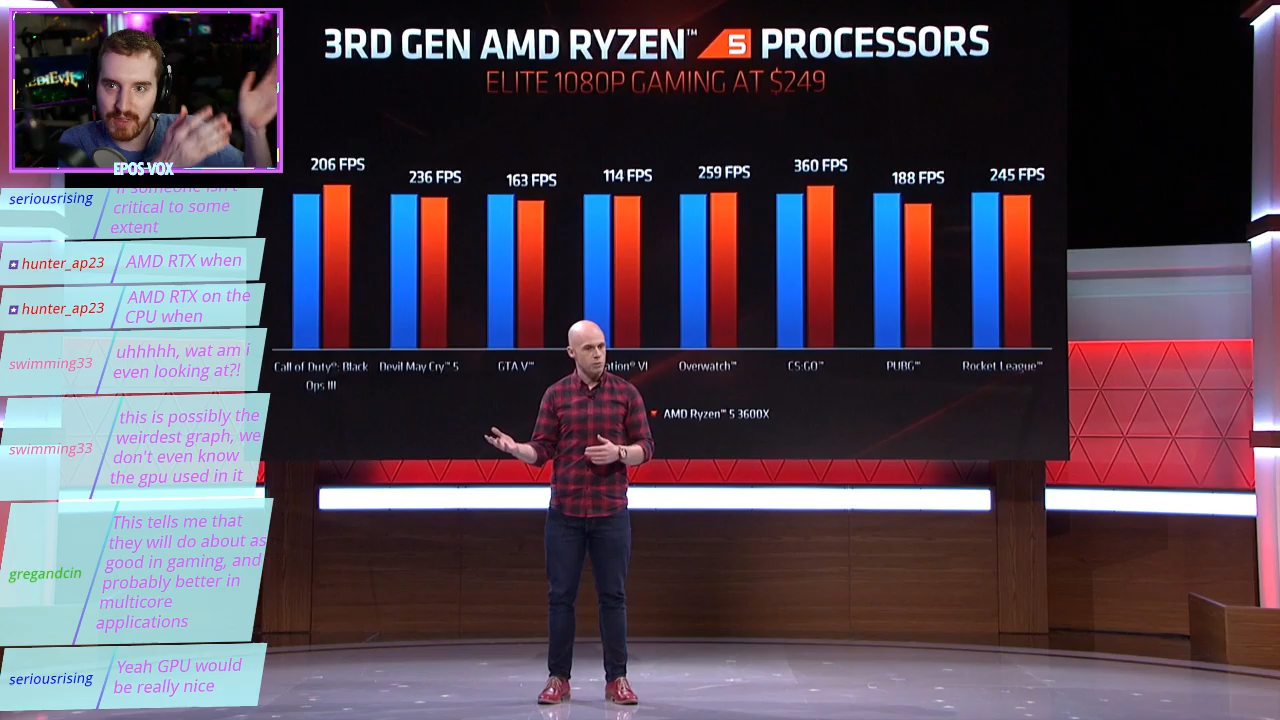 3RD GEN AMD RYZEN™ 5 PROCESSORS
ELITE 1080P GAMING AT $249
206 FPS
236 FPS
163 FPS
114 FPS
259 FPS
360 FPS
188 FPS
245 FPS
Call of Duty®: Black
Ops III
Devil May Cry™ 5
GTA V™
VI
Overwatch™
CS:GO™
PUBG™
Rocket League™
AMD Ryzen™ 5 3600X
EPOS VOX
seriousrising
if someone isn't
critical to some
extent
hunter_ap23
AMD RTX when
hunter_ap23
AMD RTX on the
CPU when
swimming33
uhhhhh, wat am i
even looking at?!
swimming33
this is possibly the
weirdest graph, we
don't even know
the gpu used in it
gregandcin
This tells me that
they will do about as
good in gaming, and
probably better in
multicore
applications
seriousrising
Yeah GPU would
be really nice